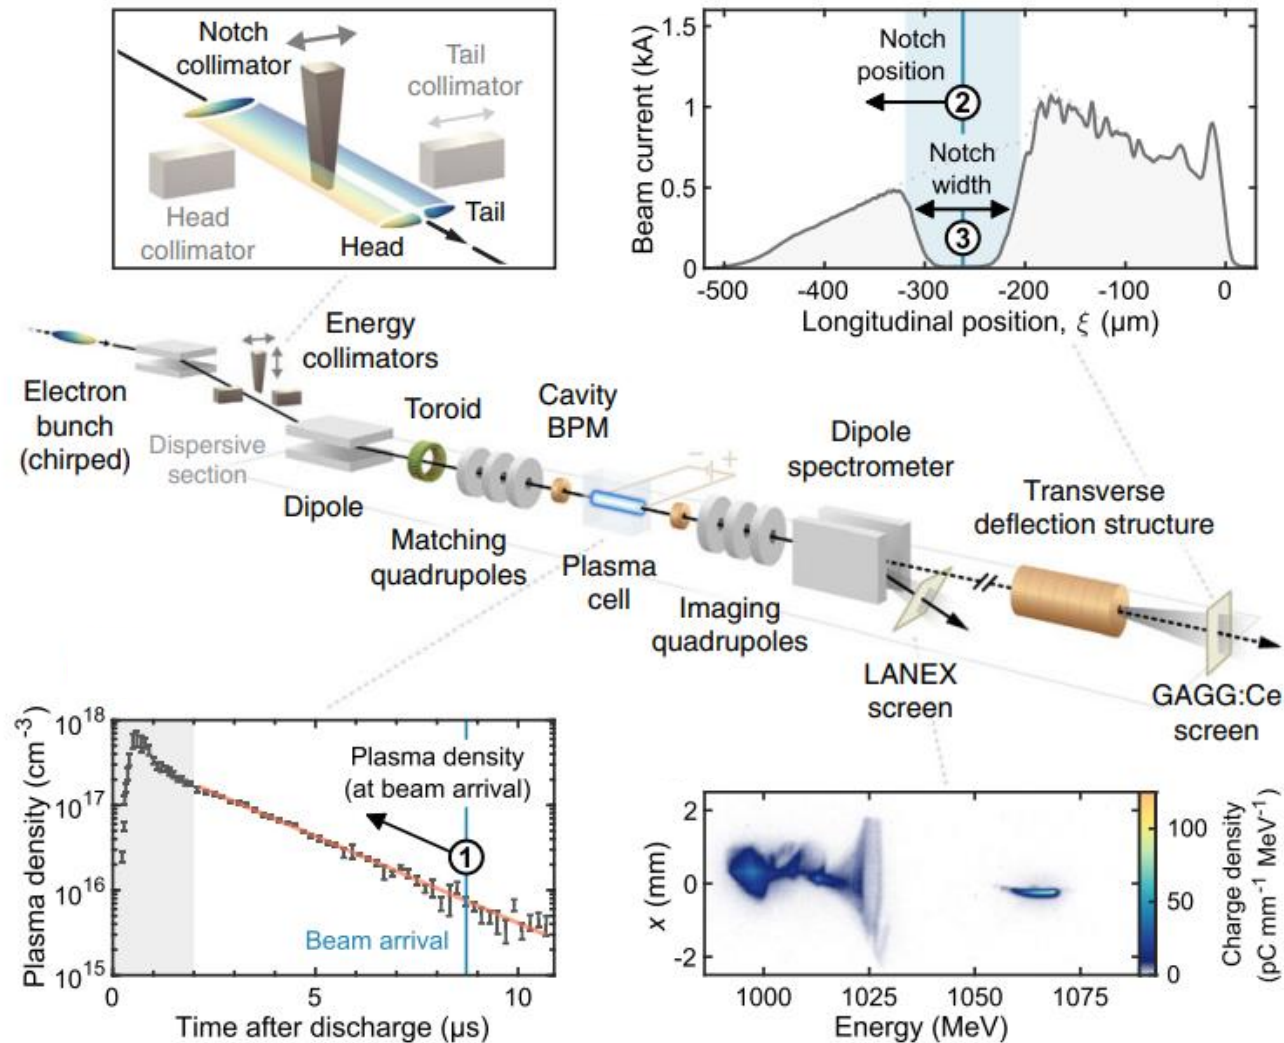 Notch
collimator
Tail
collimator
Head
collimator
Head
Tail
Beam current (kA)
1.5
1
0.5
0
Notch
position
2
Notch
width
3
-500
-400
-300
-200
-100
0
Longitudinal position, ξ (μm)
Electron
bunch
(chirped)
Energy
collimators
Dispersive
section
Dipole
Toroid
Matching
quadrupoles
Cavity
BPM
− +
Plasma
cell
Imaging
quadrupoles
Dipole
spectrometer
Transverse
deflection structure
LANEX
screen
GAGG:Ce
screen
Plasma density (cm⁻³)
10¹⁸
10¹⁷
10¹⁶
10¹⁵
Plasma density
(at beam arrival)
1
Beam arrival
0
5
10
Time after discharge (μs)
x (mm)
2
0
-2
1000
1025
1050
1075
Energy (MeV)
100
50
0
Charge density
(pC mm⁻¹ MeV⁻¹)